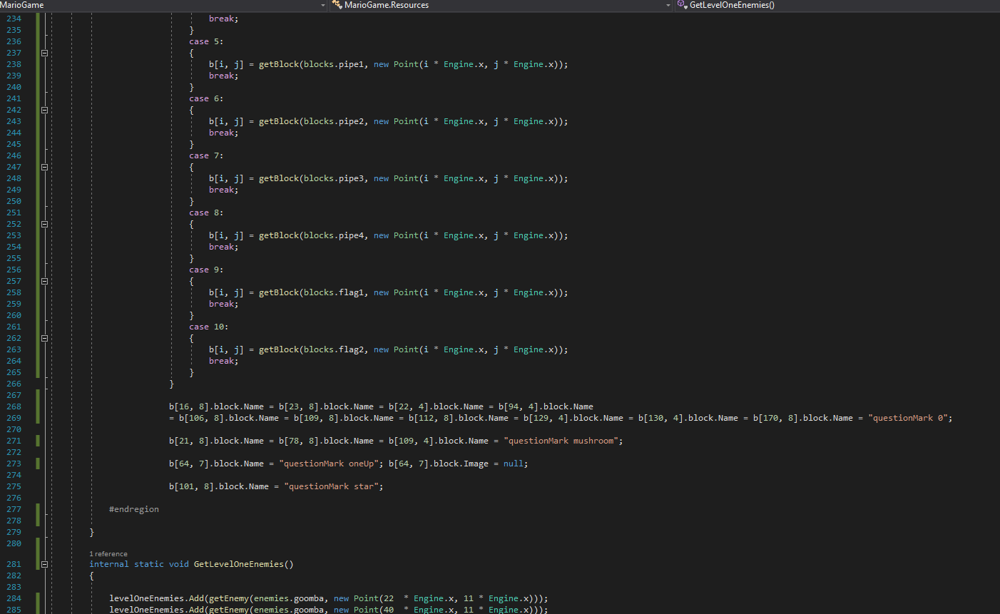 MarioGame MarioGame.Resources GetLevelOneEnemies()
234 break;
235 }
236 case 5:
237 {
238 b[i, j] = getBlock(blocks.pipe1, new Point(i * Engine.x, j * Engine.x));
239 break;
240 }
241 case 6:
242 {
243 b[i, j] = getBlock(blocks.pipe2, new Point(i * Engine.x, j * Engine.x));
244 break;
245 }
246 case 7:
247 {
248 b[i, j] = getBlock(blocks.pipe3, new Point(i * Engine.x, j * Engine.x));
249 break;
250 }
251 case 8:
252 {
253 b[i, j] = getBlock(blocks.pipe4, new Point(i * Engine.x, j * Engine.x));
254 break;
255 }
256 case 9:
257 {
258 b[i, j] = getBlock(blocks.flag1, new Point(i * Engine.x, j * Engine.x));
259 break;
260 }
261 case 10:
262 {
263 b[i, j] = getBlock(blocks.flag2, new Point(i * Engine.x, j * Engine.x));
264 break;
265 }
266 }
267
268 b[16, 8].block.Name = b[23, 8].block.Name = b[22, 4].block.Name = b[94, 4].block.Name
269 = b[106, 8].block.Name = b[109, 8].block.Name = b[112, 8].block.Name = b[129, 4].block.Name = b[130, 4].block.Name = b[170, 8].block.Name = "questionMark 0";
270
271 b[21, 8].block.Name = b[78, 8].block.Name = b[109, 4].block.Name = "questionMark mushroom";
272
273 b[64, 7].block.Name = "questionMark oneUp"; b[64, 7].block.Image = null;
274
275 b[101, 8].block.Name = "questionMark star";
276
277 #endregion
278
279 }
280
1 reference
281 internal static void GetLevelOneEnemies()
282 {
283
284 levelOneEnemies.Add(getEnemy(enemies.goomba, new Point(22 * Engine.x, 11 * Engine.x)));
285 levelOneEnemies.Add(getEnemy(enemies.goomba, new Point(40 * Engine.x, 11 * Engine.x)));